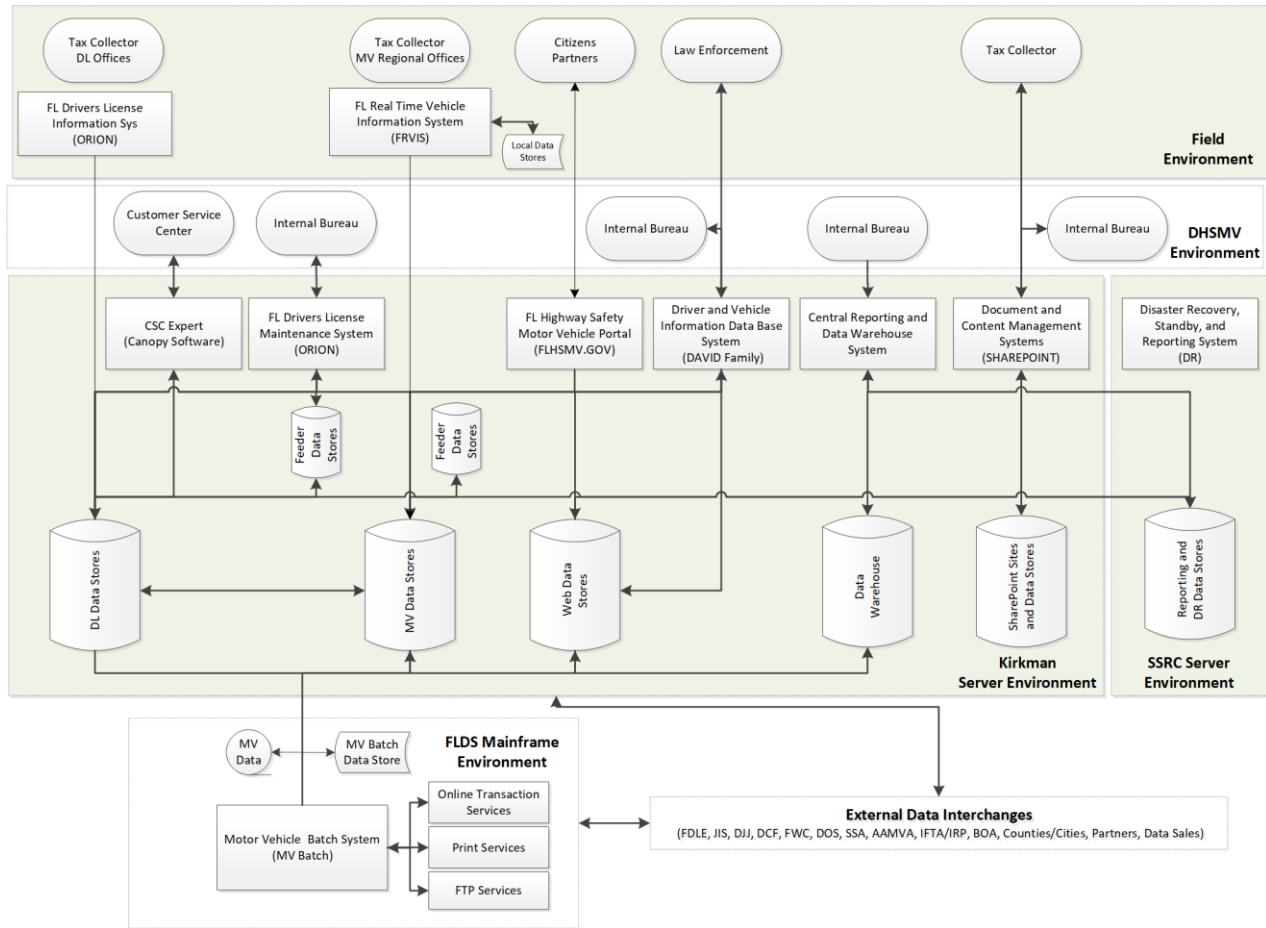 Tax Collector
DL Offices
Tax Collector
MV Regional Offices
Citizens
Partners
Law Enforcement
Tax Collector
FL Drivers License
Information Sys
(ORION)
FL Real Time Vehicle
Information System
(FRVIS)
Local Data
Stores
Field
Environment
Customer Service
Center
Internal Bureau
Internal Bureau
Internal Bureau
Internal Bureau
DHSMV
Environment
CSC Expert
(Canopy Software)
FL Drivers License
Maintenance System
(ORION)
FL Highway Safety
Motor Vehicle Portal
(FLHSMV.GOV)
Driver and Vehicle
Information Data Base
System
(DAVID Family)
Central Reporting and
Data Warehouse
System
Document and
Content Management
Systems
(SHAREPOINT)
Disaster Recovery,
Standby, and
Reporting System
(DR)
Feeder
Data
Stores
Feeder
Data
Stores
DL Data Stores
MV Data Stores
Web Data
Stores
Data
Warehouse
SharePoint Sites
and Data Stores
Reporting and
DR Data Stores
Kirkman
Server Environment
SSRC Server
Environment
MV
Data
MV Batch
Data Store
FLDS Mainframe
Environment
Online Transaction
Services
Motor Vehicle Batch System
(MV Batch)
Print Services
FTP Services
External Data Interchanges
(FDLE, JIS, DJJ, DCF, FWC, DOS, SSA, AAMVA, IFTA/IRP, BOA, Counties/Cities, Partners, Data Sales)